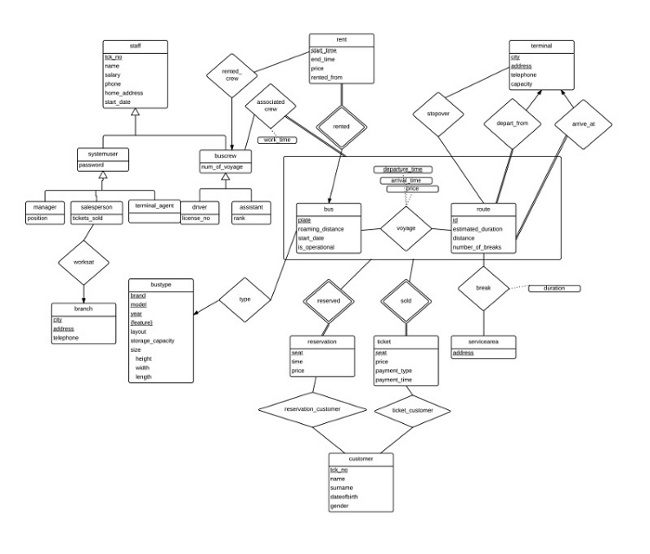 staff
tck_no
name
salary
phone
home_address
start_date
rent
start_time
end_time
price
rented_from
terminal
city
address
telephone
capacity
rented_
crew
associated
crew
work_time
rented
stopover
depart_from
arrive_at
systemuser
password
buscrew
num_of_voyage
departure_time
arrival_time
price
manager
position
salesperson
tickets_sold
terminal_agent
driver
license_no
assistant
rank
bus
plate
roaming_distance
start_date
is_operational
voyage
route
id
estimated_duration
distance
number_of_breaks
worksat
branch
city
address
telephone
bustype
brand
model
year
{feature}
layout
storage_capacity
size
height
width
length
type
reserved
sold
break
duration
reservation
seat
time
price
ticket
seat
price
payment_type
payment_time
servicearea
address
reservation_customer
ticket_customer
customer
tck_no
name
surname
dateofbirth
gender